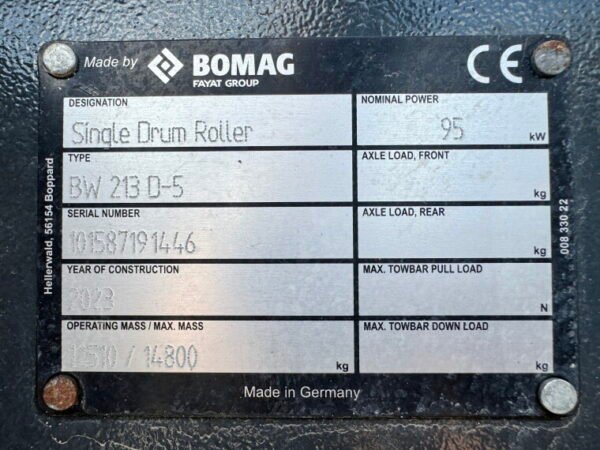 Made by BOMAG
FAYAT GROUP
CE
DESIGNATION
Single Drum Roller
NOMINAL POWER
95 kW
TYPE
BW 213 D-5
AXLE LOAD, FRONT
kg
SERIAL NUMBER
101587191446
AXLE LOAD, REAR
kg
YEAR OF CONSTRUCTION
2023
MAX. TOWBAR PULL LOAD
N
OPERATING MASS / MAX. MASS
/ 14800 kg
MAX. TOWBAR DOWN LOAD
kg
Made in Germany
Hellerwald, 56154 Boppard
008 330 22